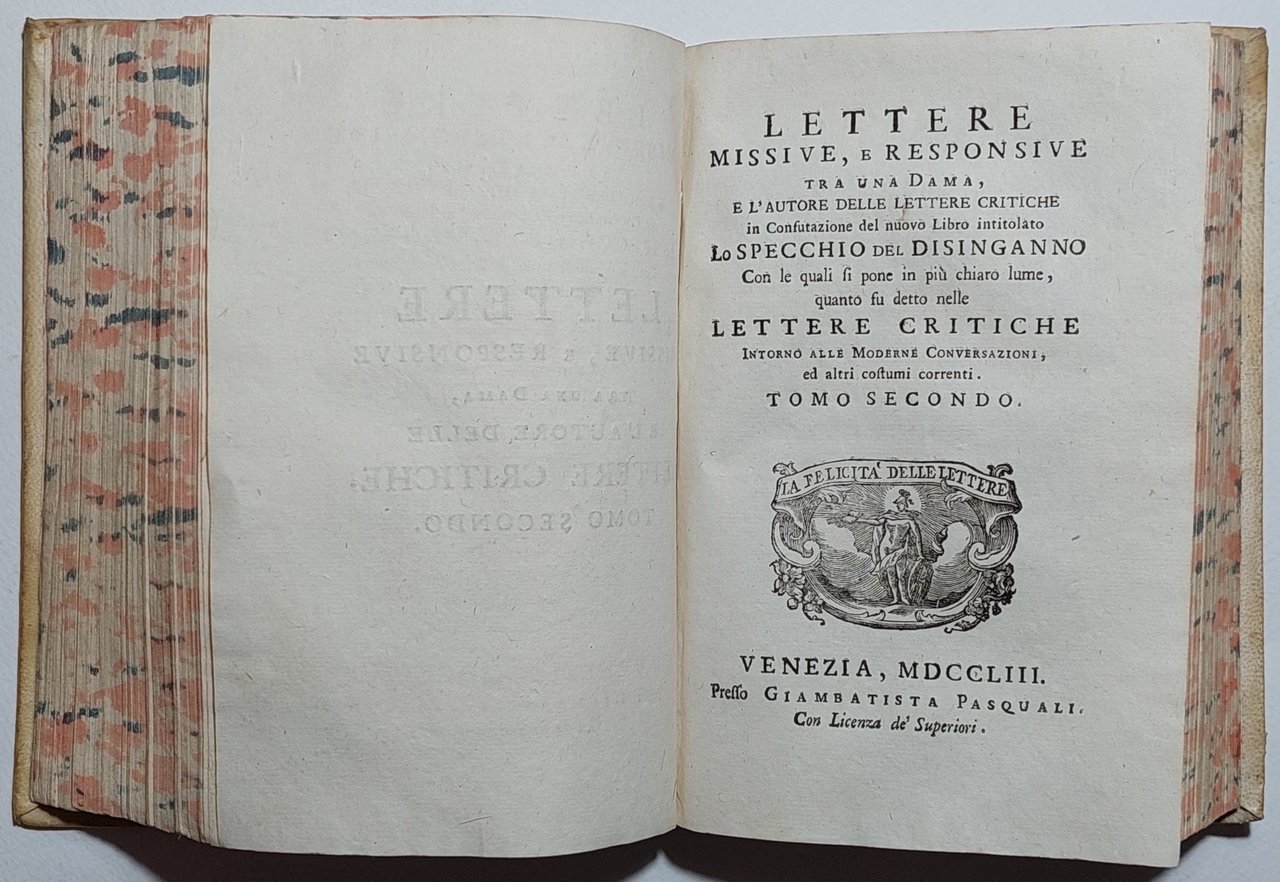 LETTERE
MISSIVE, E RESPONSIVE
TRA UNA DAMA,
E L'AUTORE DELLE LETTERE CRITICHE
in Confutazione del nuovo Libro intitolato
Lo SPECCHIO DEL DISINGANNO
Con le quali ſi pone in più chiaro lume,
quanto fu detto nelle
LETTERE CRITICHE
INTORNO ALLE MODERNE CONVERSAZIONI,
ed altri coſtumi correnti.
TOMO SECONDO.
LA FELICITA' DELLE LETTERE
VENEZIA, MDCCLIII.
Preſſo GIAMBATISTA PASQUALI.
Con Licenza de' Superiori.